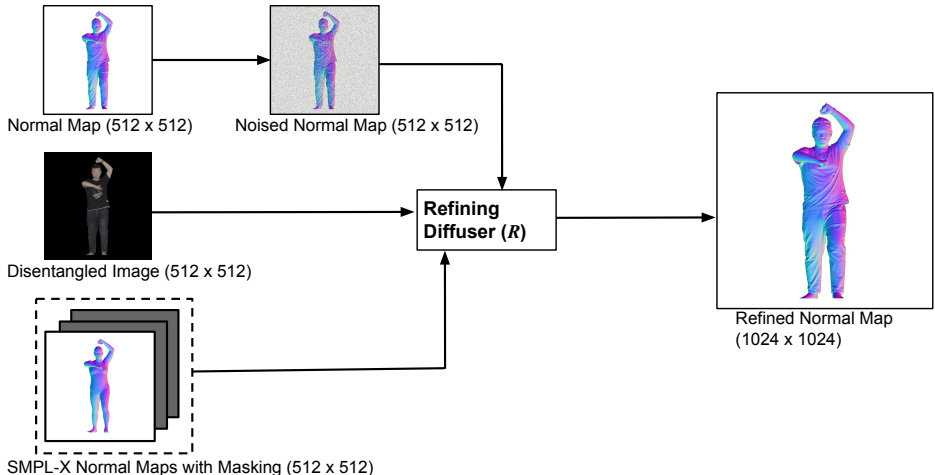 Normal Map (512 x 512)
Noised Normal Map (512 x 512)
Disentangled Image (512 x 512)
Refining
Diffuser (R)
SMPL-X Normal Maps with Masking (512 x 512)
Refined Normal Map
(1024 x 1024)